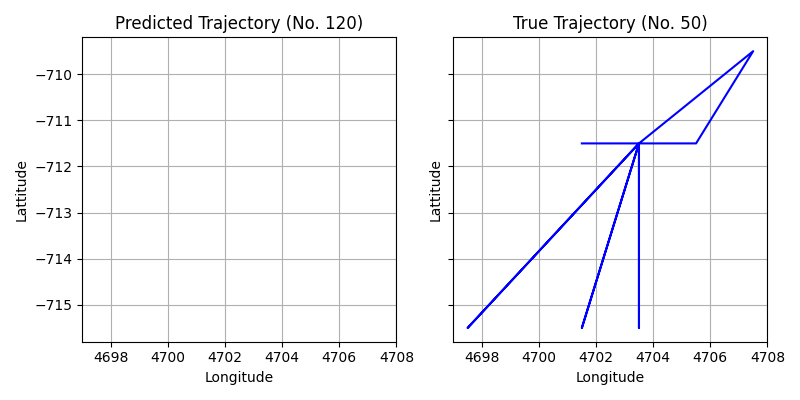 Predicted Trajectory (No. 120)
True Trajectory (No. 50)
−710
−711
−712
−713
−714
−715
Lattitude
Lattitude
4698 4700 4702 4704 4706 4708
4698 4700 4702 4704 4706 4708
Longitude
Longitude